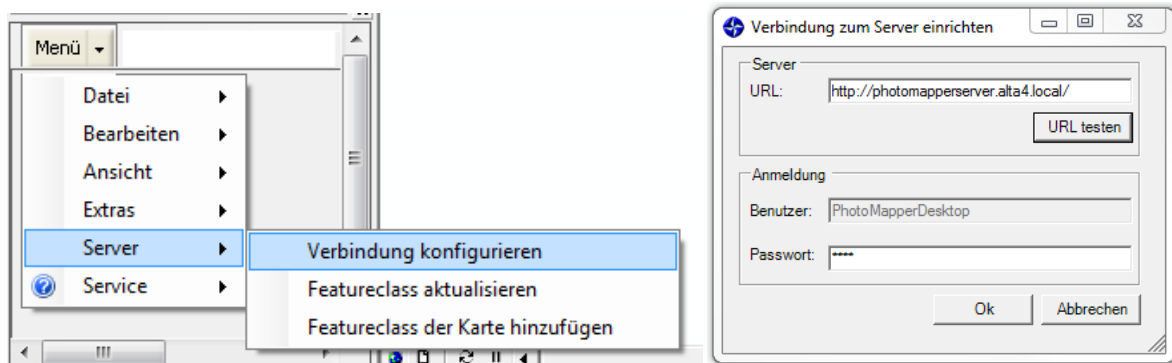 Menü
Datei
Bearbeiten
Ansicht
Extras
Server
Service
Verbindung konfigurieren
Featureclass aktualisieren
Featureclass der Karte hinzufügen
Verbindung zum Server einrichten
Server
URL: http://photomapperserver.alta4.local/
URL testen
Anmeldung
Benutzer: PhotoMapperDesktop
Passwort: ****
Ok Abbrechen